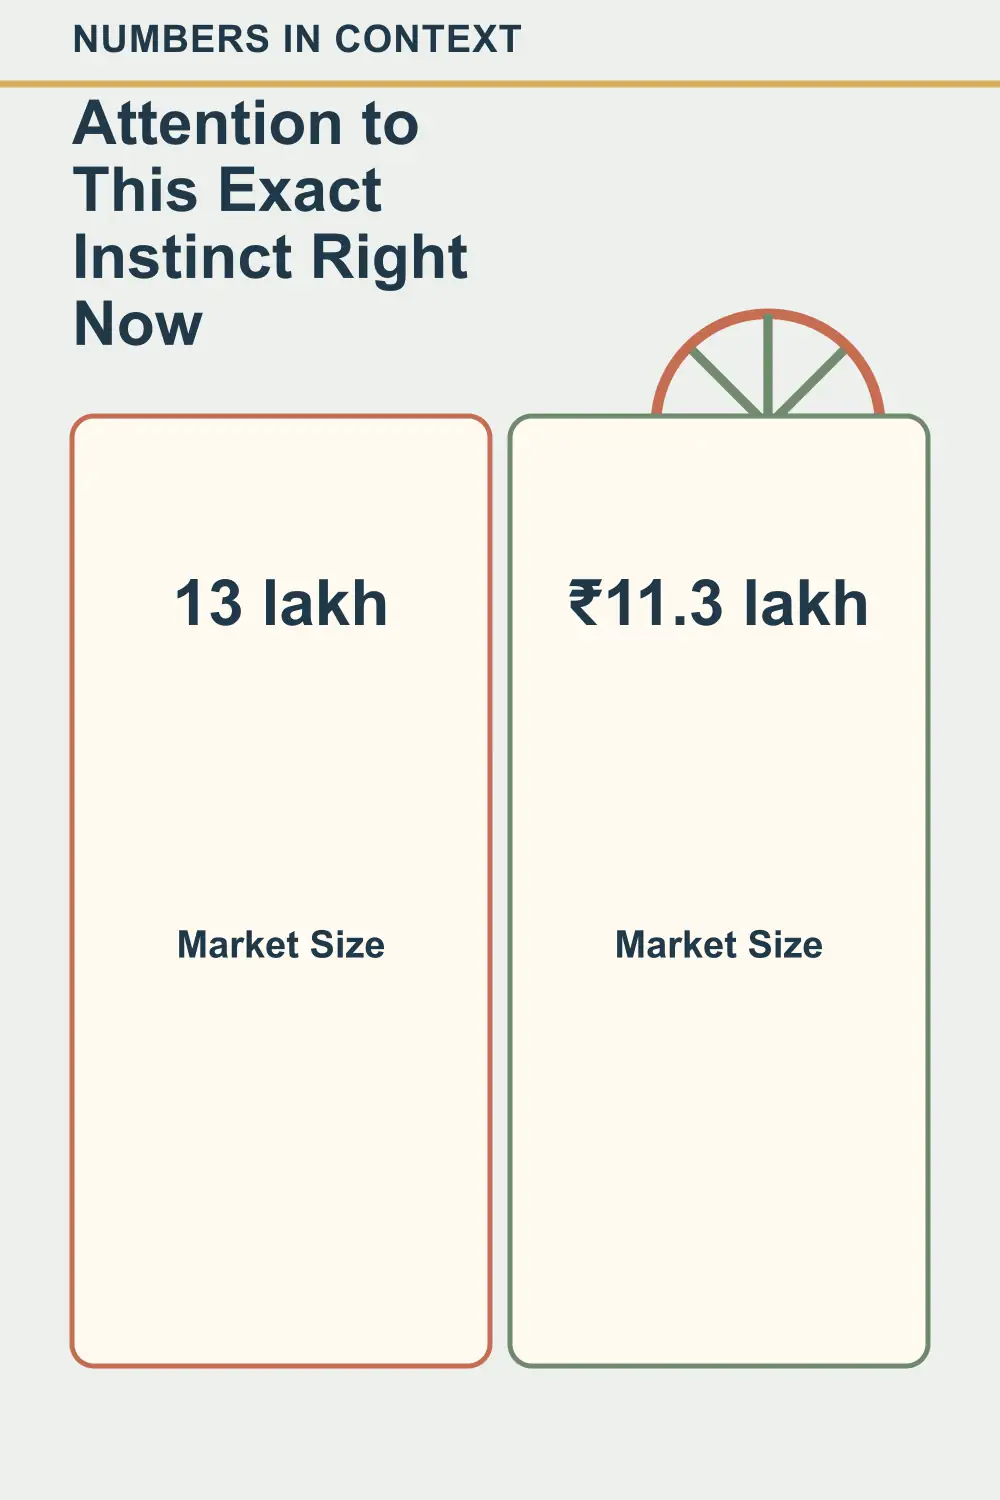 NUMBERS IN CONTEXT
Attention to
This Exact
Instinct Right
Now
13 lakh
₹11.3 lakh
Market Size
Market Size